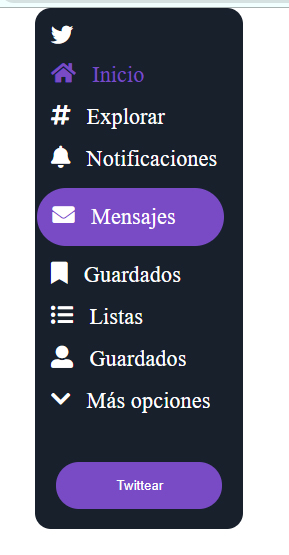 Inicio
Explorar
Notificaciones
Mensajes
Guardados
Listas
Guardados
Más opciones
Twittear